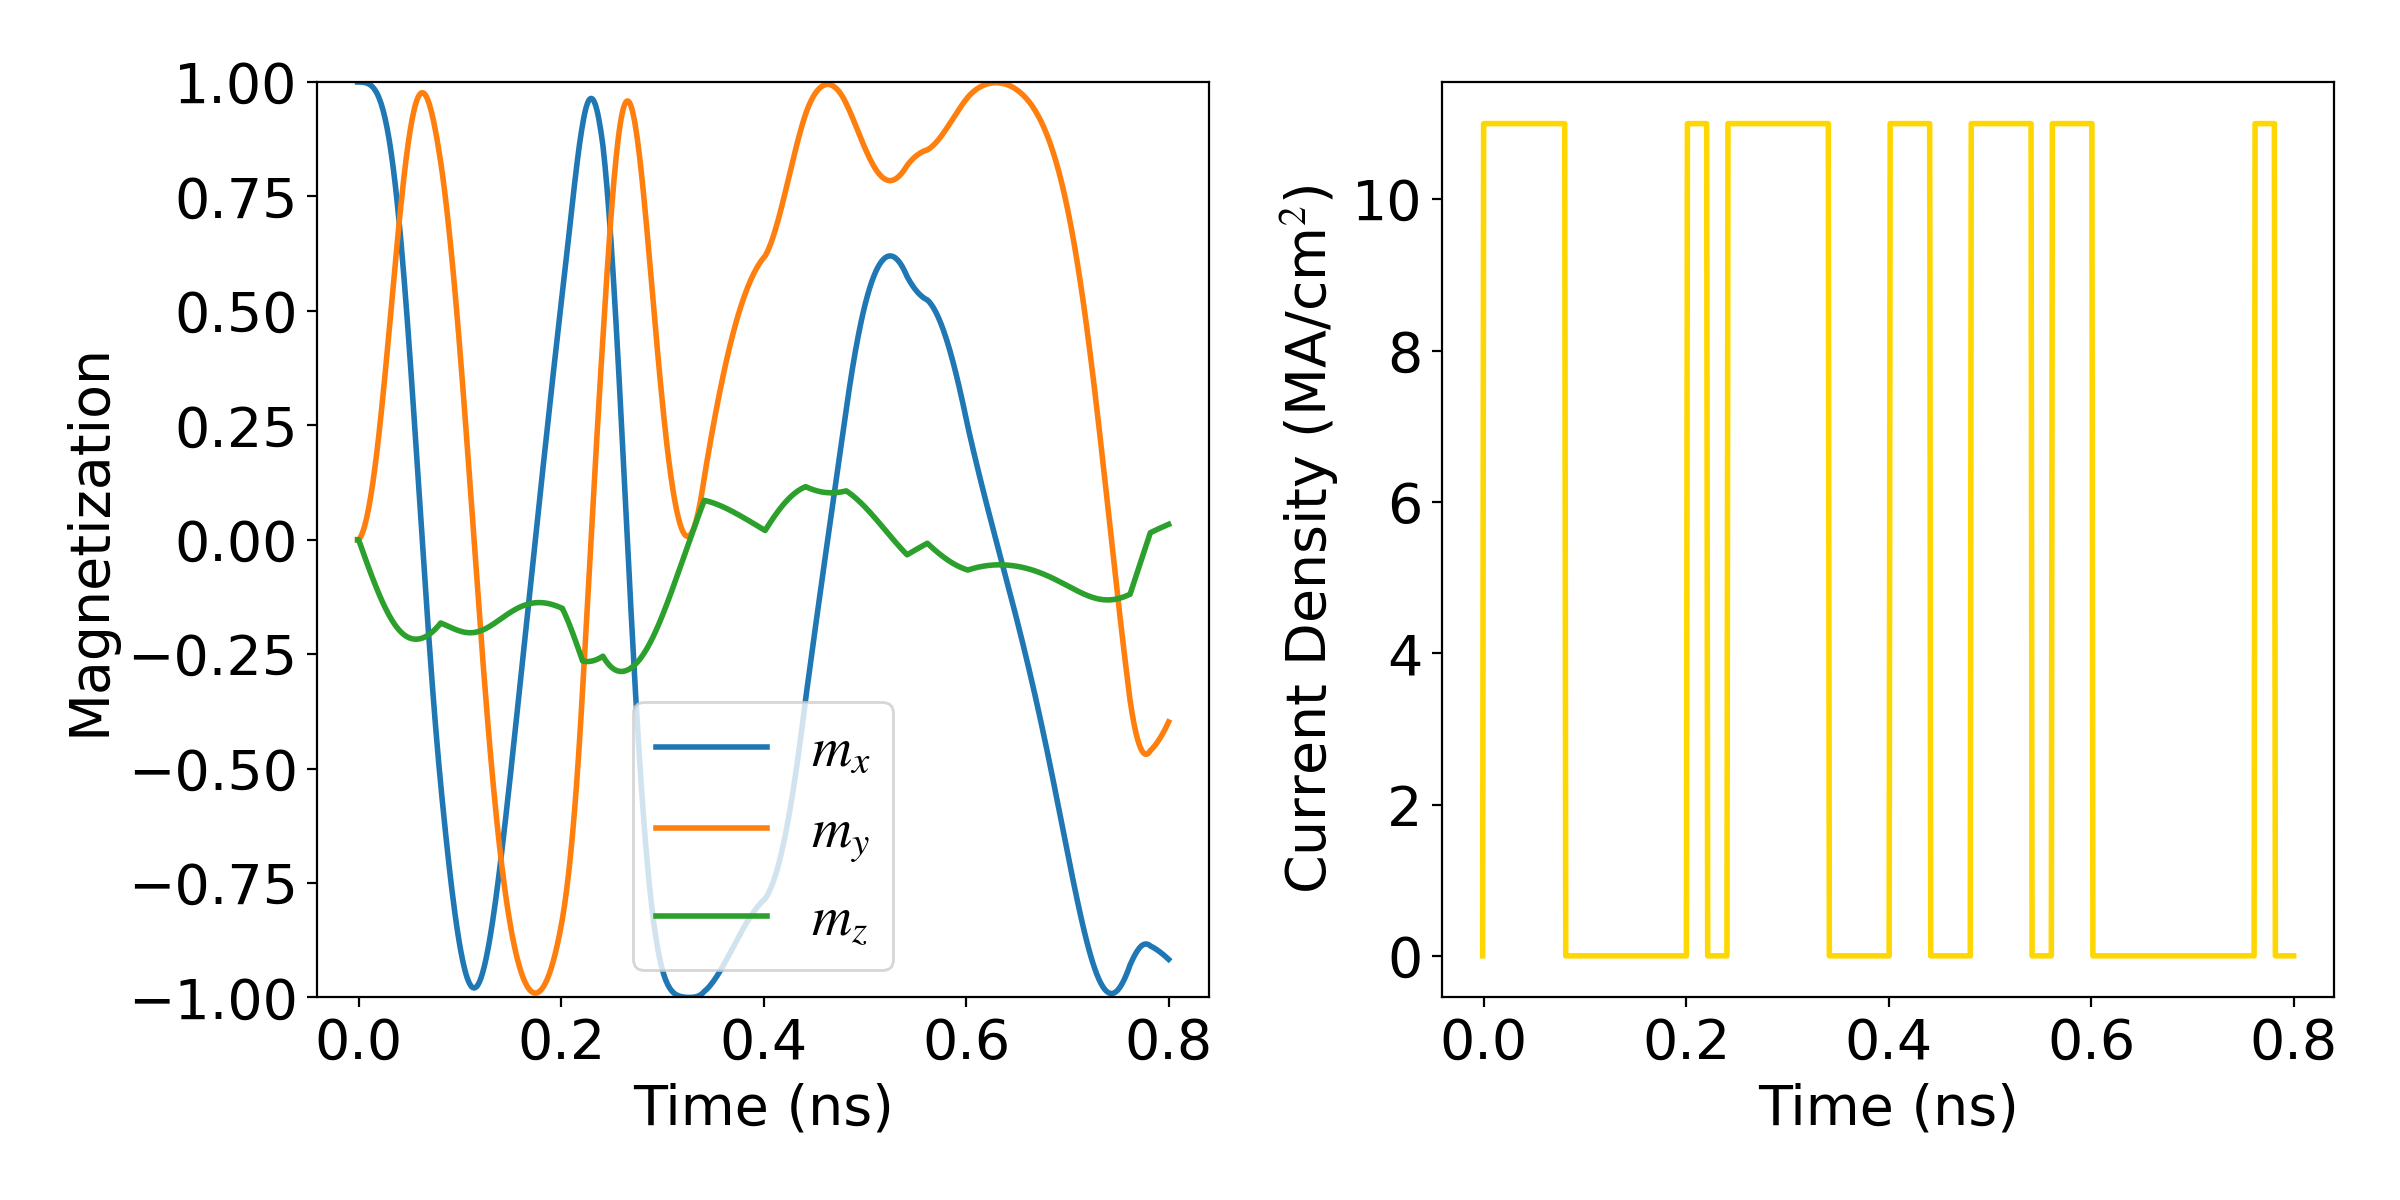 1.00
0.75
0.50
0.25
0.00
−0.25
−0.50
−0.75
−1.00
Magnetization
0.0 0.2 0.4 0.6 0.8
Time (ns)
m_x
m_y
m_z
10
8
6
4
2
0
Current Density (MA/cm²)
0.0 0.2 0.4 0.6 0.8
Time (ns)